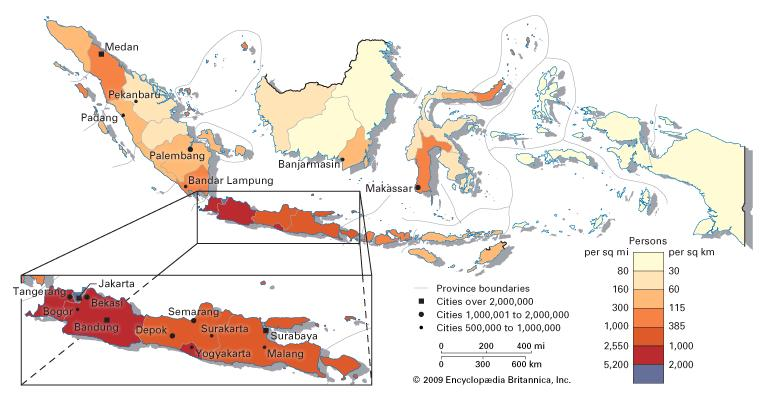 Medan
Pekanbaru
Padang
Palembang
Banjarmasin
Bandar Lampung
Makassar
Persons
per sq mi per sq km
80 30
160 60
300 115
1,000 385
2,550 1,000
5,200 2,000
Tangerang
Jakarta
Bekasi
Bogor
Bandung
Depok
Semarang
Surakarta
Surabaya
Yogyakarta
Malang
Province boundaries
Cities over 2,000,000
Cities 1,000,001 to 2,000,000
Cities 500,000 to 1,000,000
0 200 400 mi
0 300 600 km
© 2009 Encyclopædia Britannica, Inc.